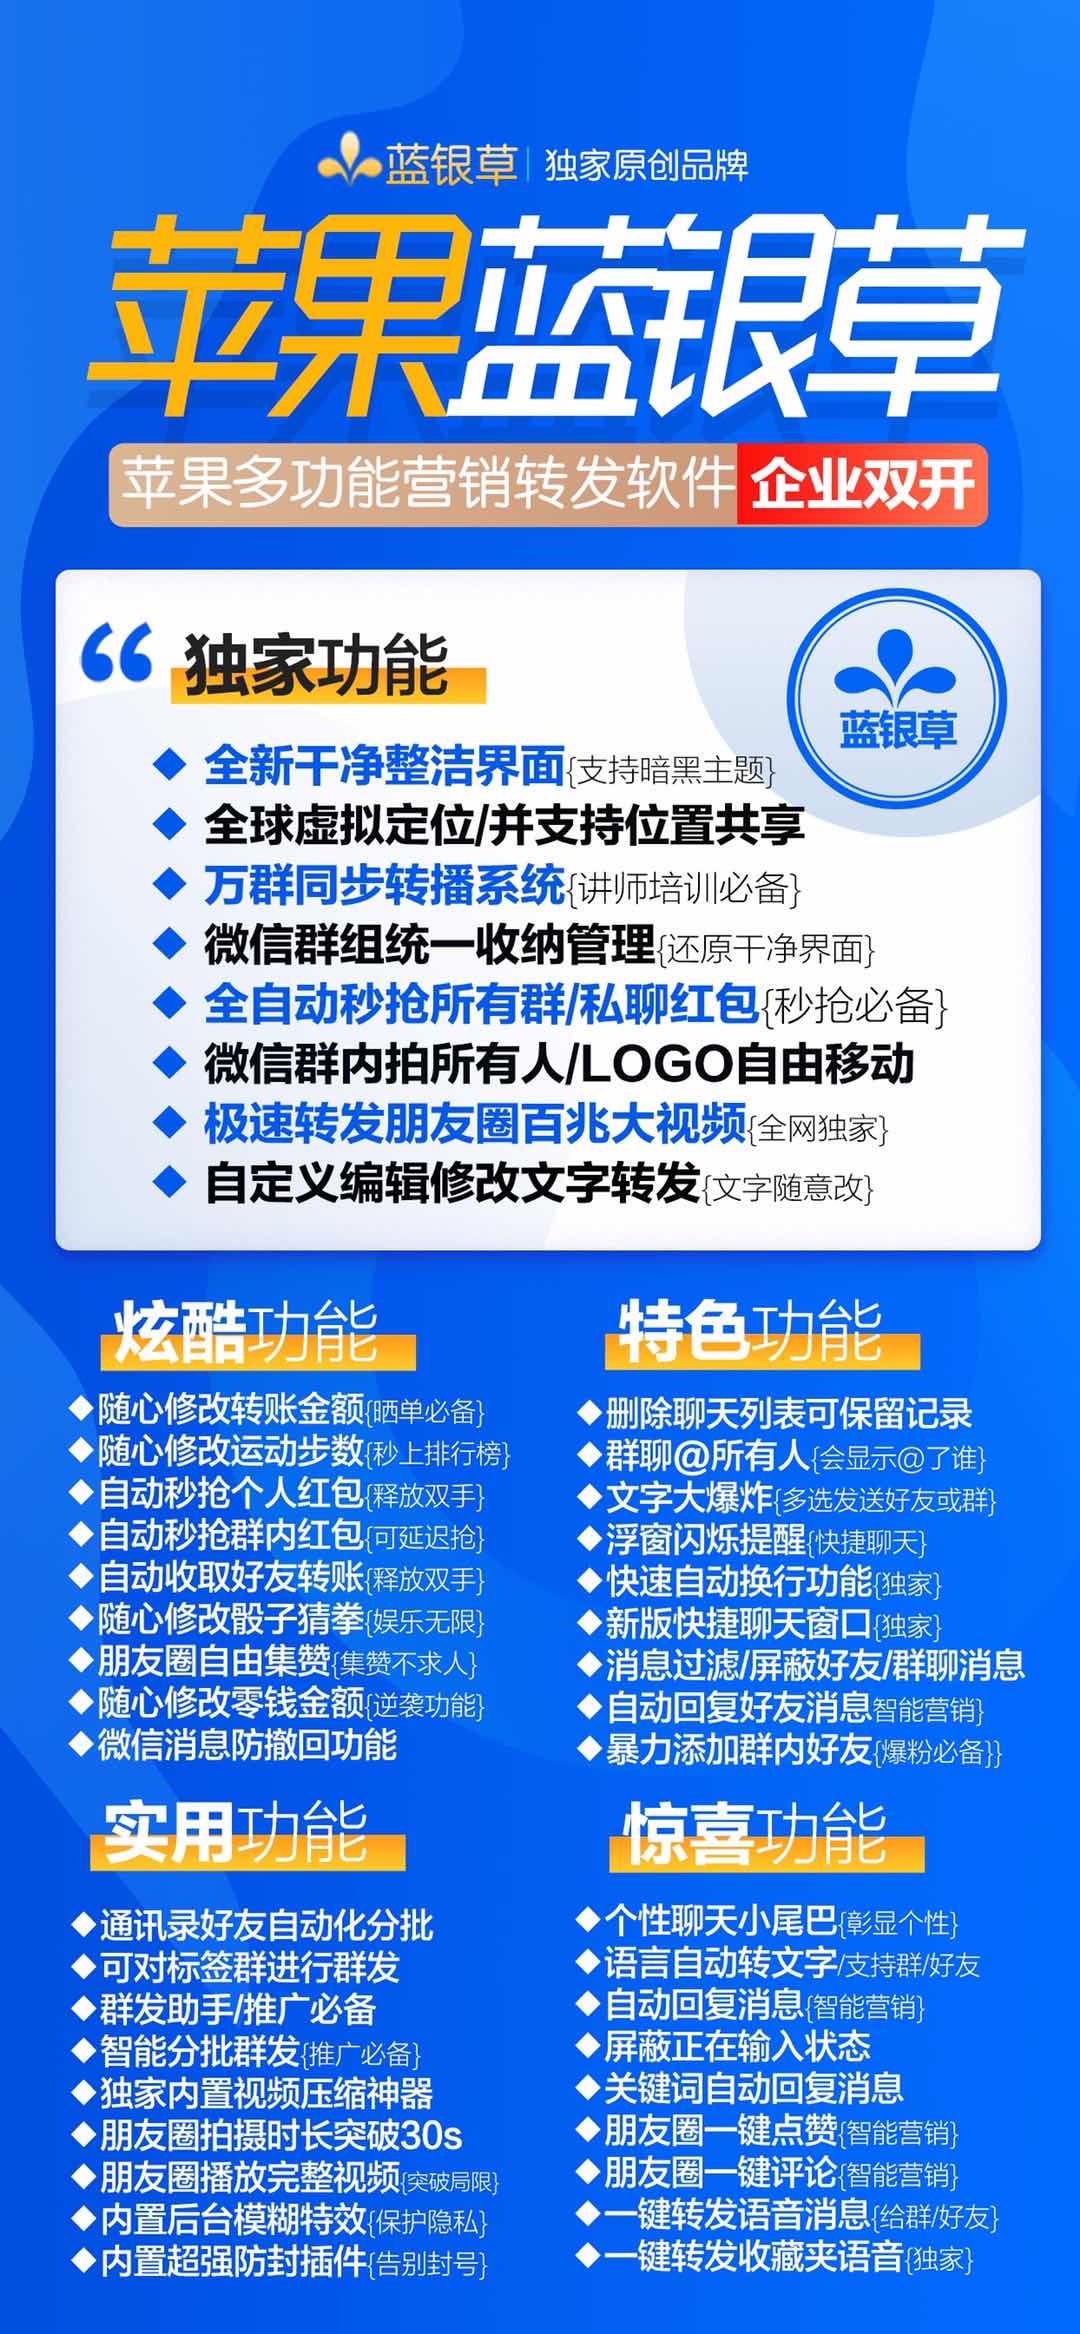 蓝银草 独家原创品牌
苹果蓝银草
苹果多功能营销转发软件 企业双开
独家功能
蓝银草
全新干净整洁界面{支持暗黑主题}
全球虚拟定位/并支持位置共享
万群同步转播系统{讲师培训必备}
微信群组统一收纳管理{还原干净界面}
全自动秒抢所有群/私聊红包{秒抢必备}
微信群内拍所有人/LOGO自由移动
极速转发朋友圈百兆大视频{全网独家}
自定义编辑修改文字转发{文字随意改}
炫酷功能
◆随心修改转账金额{晒单必备}
◆随心修改运动步数{秒上排行榜}
◆自动秒抢个人红包{释放双手}
◆自动秒抢群内红包{可延迟抢}
◆自动收取好友转账{释放双手}
◆随心修改骰子猜拳{娱乐无限}
◆朋友圈自由集赞{集赞不求人}
◆随心修改零钱金额{逆袭功能}
◆微信消息防撤回功能
特色功能
◆删除聊天列表可保留记录
◆群聊@所有人{会显示@了谁}
◆文字大爆炸{多选发送好友或群}
◆浮窗闪烁提醒{快捷聊天}
◆快速自动换行功能{独家}
◆新版快捷聊天窗口{独家}
◆消息过滤/屏蔽好友/群聊消息
◆自动回复好友消息智能营销}
◆暴力添加群内好友{爆粉必备}}
实用功能
◆通讯录好友自动化分批
◆可对标签群进行群发
◆群发助手/推广必备
◆智能分批群发{推广必备}
◆独家内置视频压缩神器
◆朋友圈拍摄时长突破30s
◆朋友圈播放完整视频{突破局限}
◆内置后台模糊特效{保护隐私}
◆内置超强防封插件{告别封号}
惊喜功能
◆个性聊天小尾巴{彰显个性}
◆语言自动转文字/支持群/好友
◆自动回复消息{智能营销}
◆屏蔽正在输入状态
◆关键词自动回复消息
◆朋友圈一键点赞{智能营销}
◆朋友圈一键评论{智能营销}
◆一键转发语音消息{给群/好友}
◆一键转发收藏夹语音{独家}